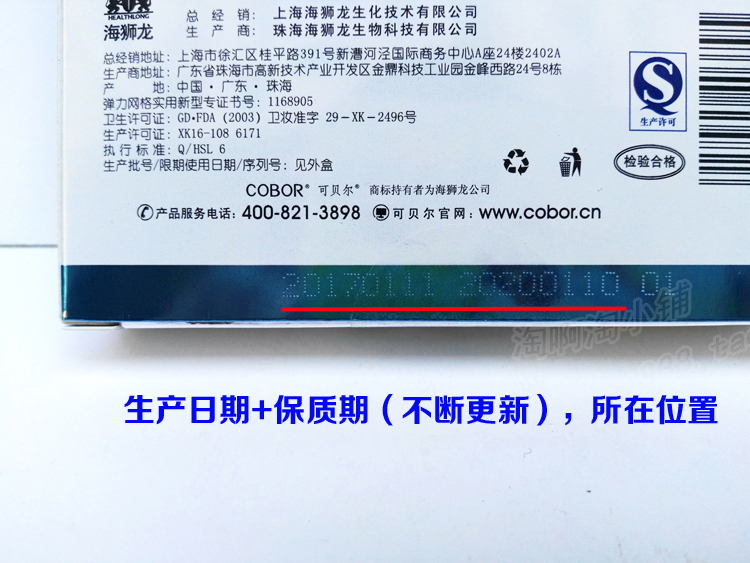 HEALTHLONG
海狮龙
总 经 销：上海海狮龙生化技术有限公司
生 产 商：珠海海狮龙生物科技有限公司
总经销地址：上海市徐汇区桂平路391号新漕河泾国际商务中心A座24楼2402A
生产商地址：广东省珠海市高新技术产业开发区金鼎科技工业园金峰西路24号8栋
产 地：中国·广东·珠海
弹力网格实用新型专证书号：1168905
卫生许可证：GD·FDA (2003) 卫妆准字 29-XK-2496号
生产许可证：XK16-108 6171
执行标准：Q/HSL 6
生产批号/限期使用日期/序列号：见外盒
QS
生产许可
检验合格
COBOR® 可贝尔® 商标持有者为海狮龙公司
产品服务电话：400-821-3898 可贝尔官网：www.cobor.cn
20170111 20200110 01
淘啊淘小铺
生产日期+保质期（不断更新），所在位置